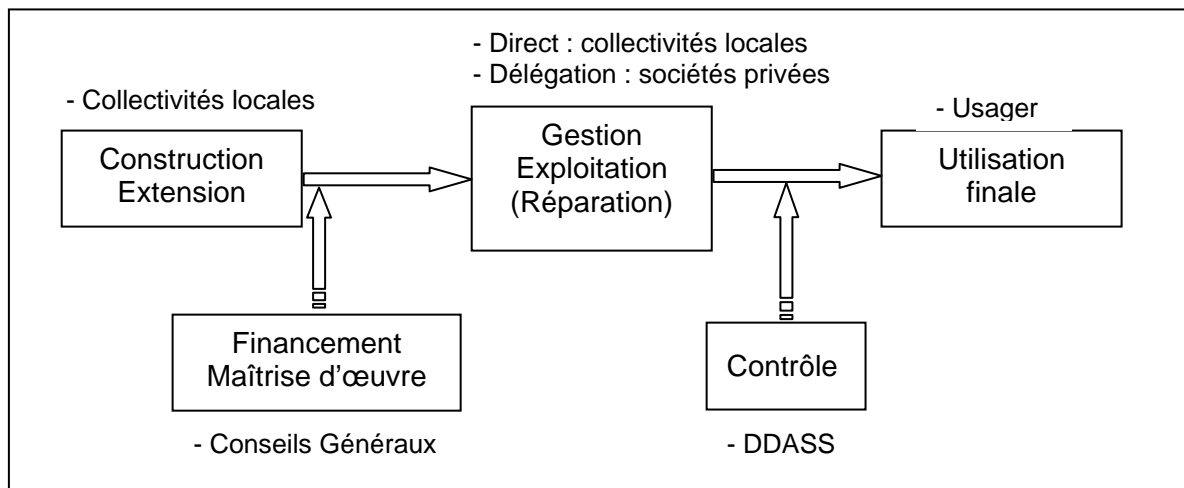 - Direct : collectivités locales
- Délégation : sociétés privées
- Collectivités locales
- Usager
Construction
Extension
Gestion
Exploitation
(Réparation)
Utilisation
finale
Financement
Maîtrise d'œuvre
Contrôle
- Conseils Généraux
- DDASS